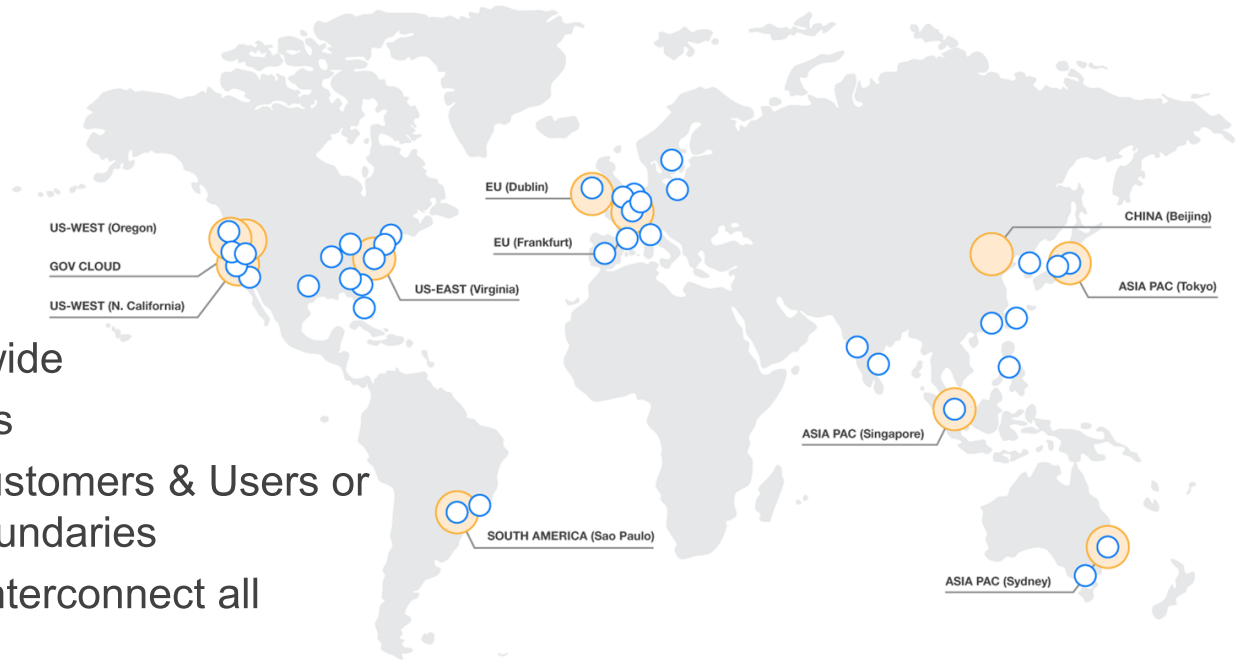 EU (Dublin)
CHINA (Beijing)
US-WEST (Oregon)
EU (Frankfurt)
GOV CLOUD
US-EAST (Virginia)
ASIA PAC (Tokyo)
US-WEST (N. California)
wide
s
ustomers & Users or
undaries
nterconnect all
ASIA PAC (Singapore)
SOUTH AMERICA (Sao Paulo)
ASIA PAC (Sydney)